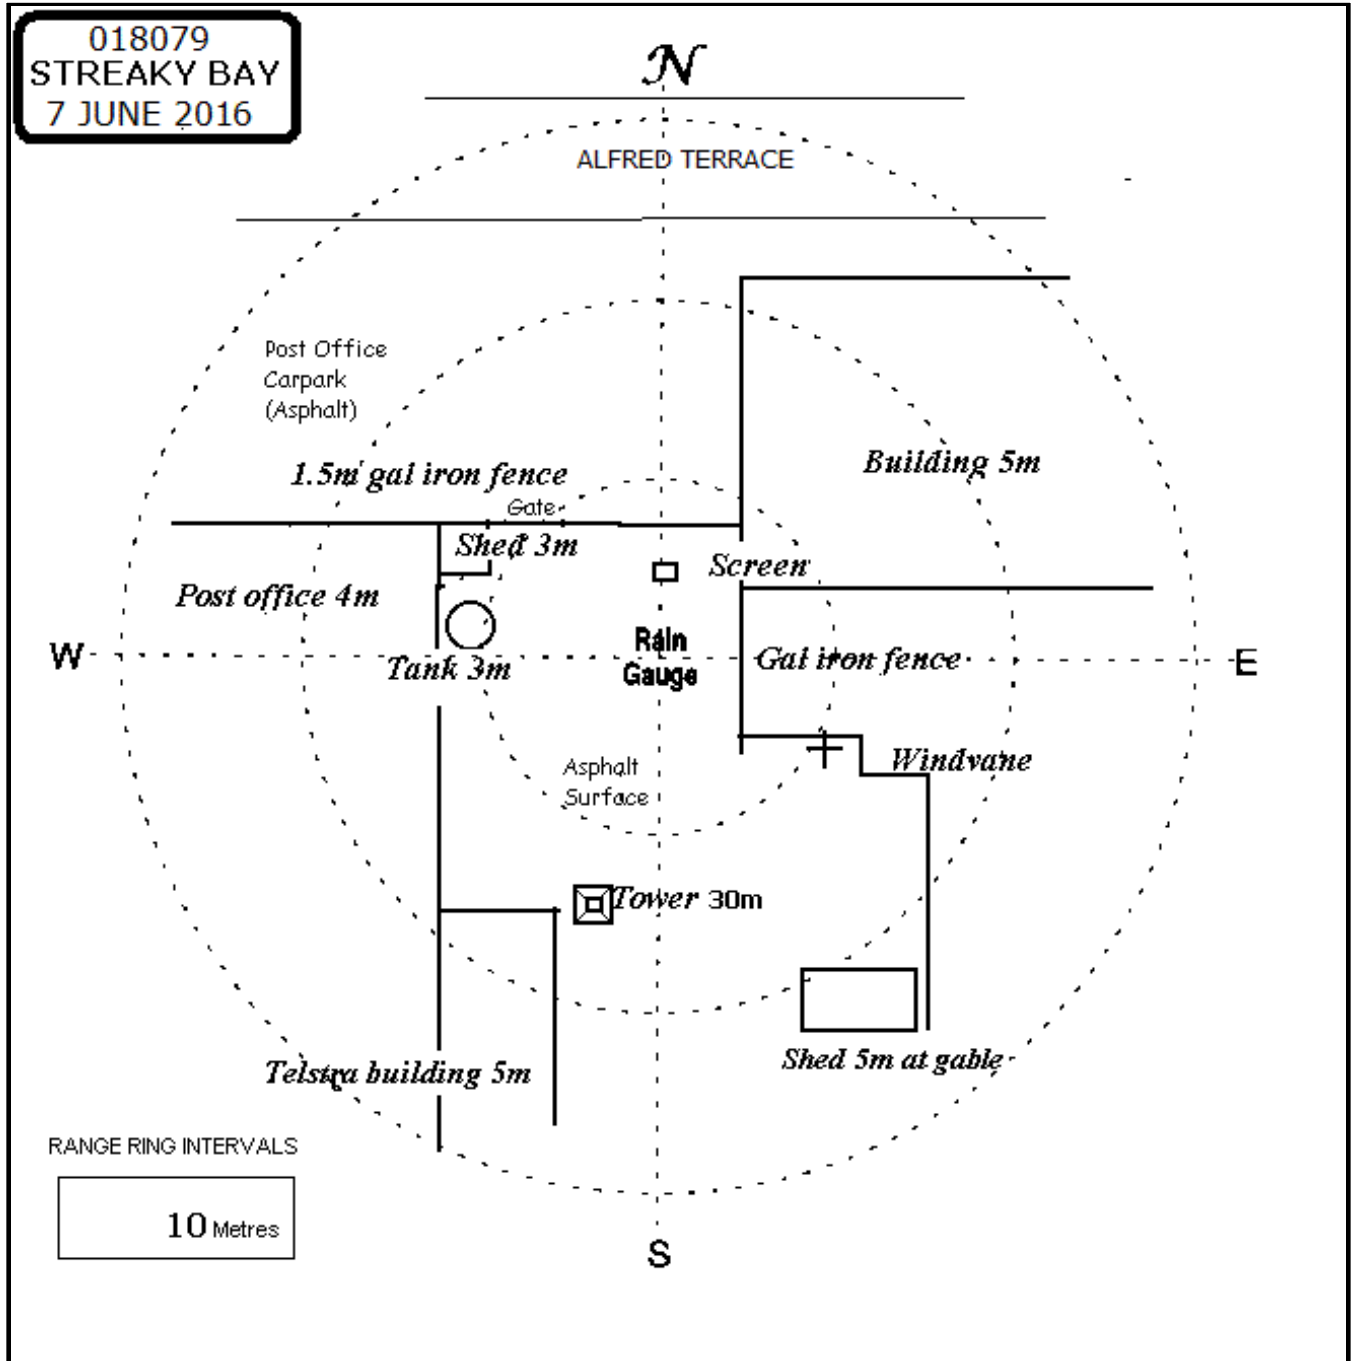 018079
STREAKY BAY
7 JUNE 2016
N
ALFRED TERRACE
Post Office
Carpark
(Asphalt)
Building 5m
1.5m gal iron fence
Gate
Shed 3m
Screen
Post office 4m
Rain
Gauge
W
Tank 3m
Gal iron fence
E
Windvane
Asphalt
Surface
Tower 30m
Shed 5m at gable
Telstra building 5m
RANGE RING INTERVALS
10 Metres
S